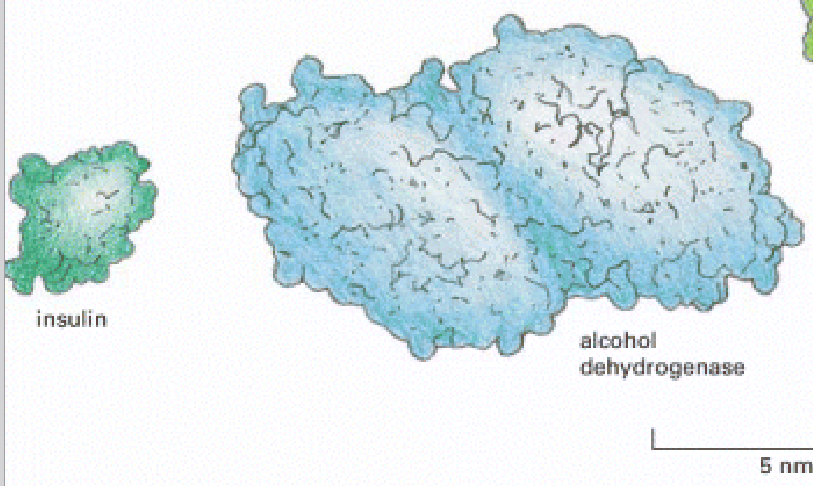 insulin
alcohol
dehydrogenase
5 nm